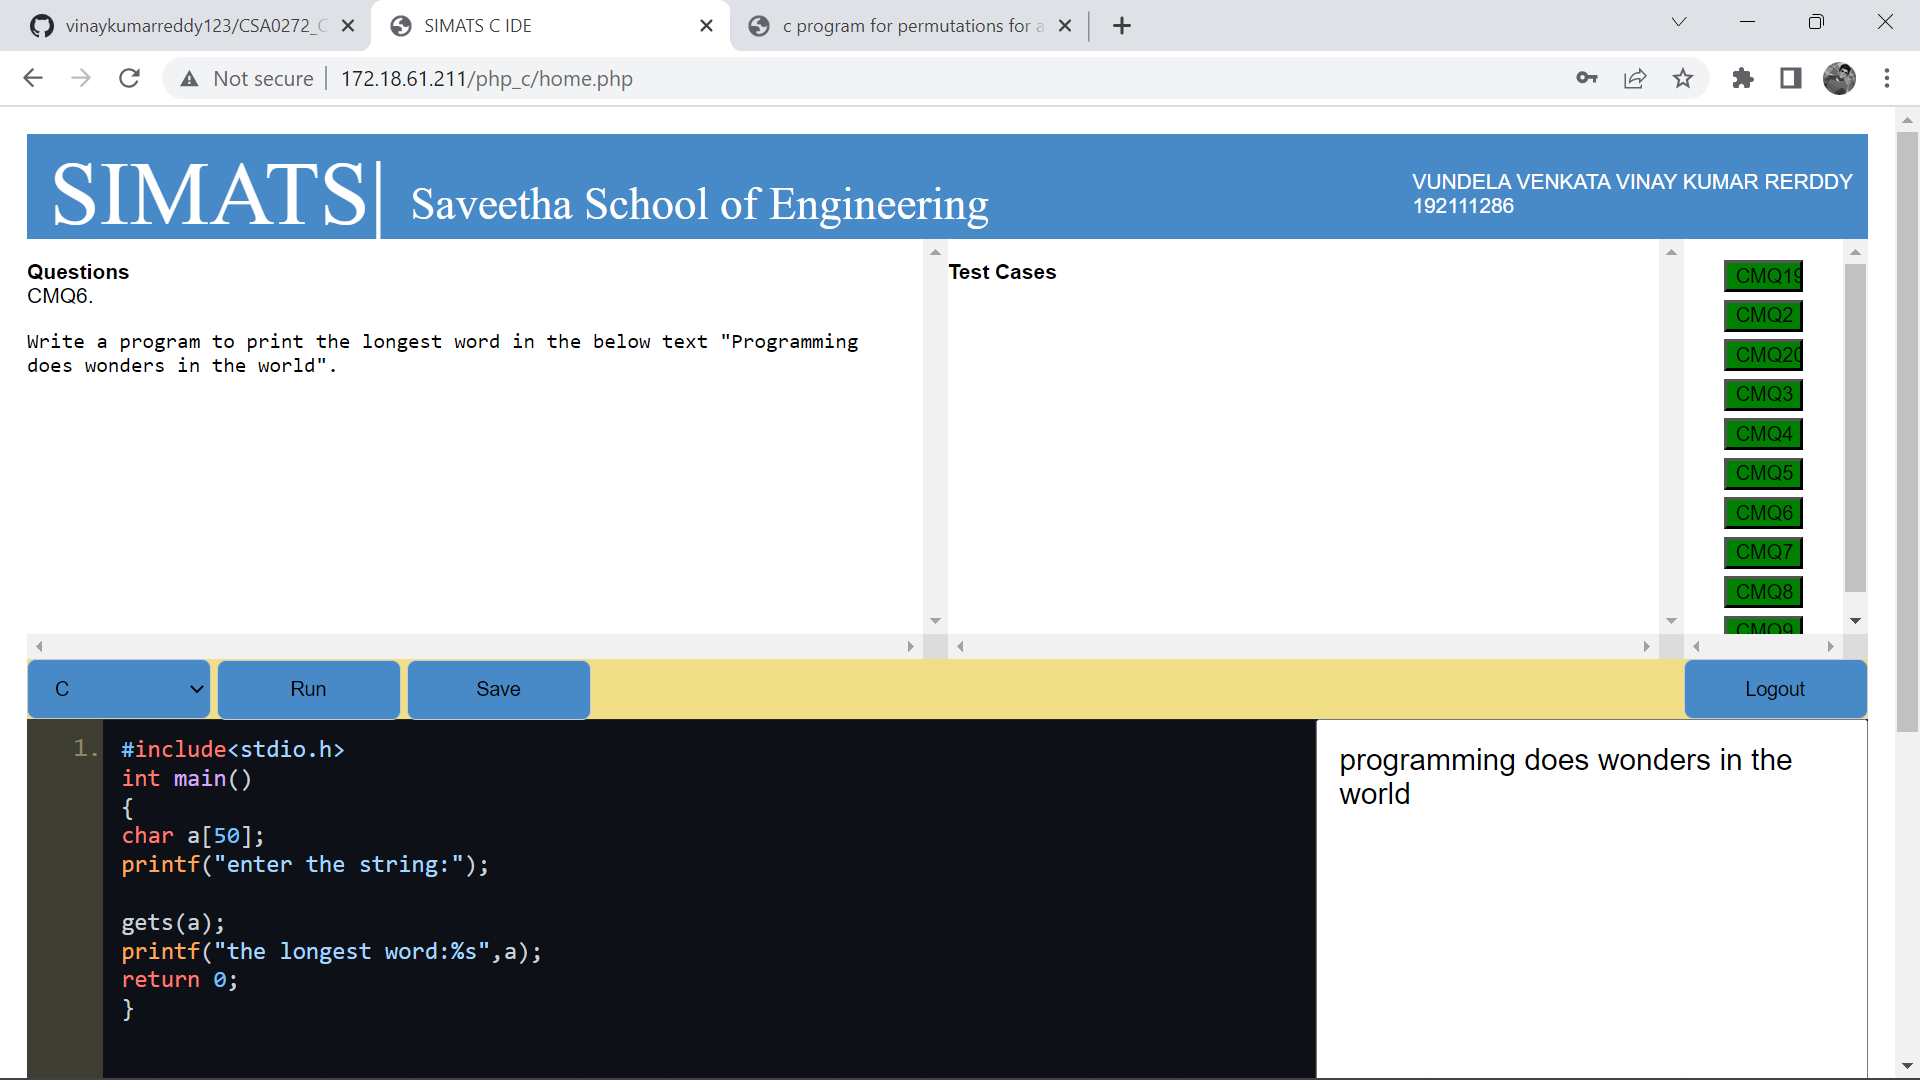 vinaykumarreddy123/CSA0272_C
SIMATS C IDE
c program for permutations for a
Not secure
172.18.61.211/php_c/home.php
SIMATS|
Saveetha School of Engineering
VUNDELA VENKATA VINAY KUMAR RERDDY
192111286
Questions
CMQ6.
Write a program to print the longest word in the below text "Programming
does wonders in the world".
Test Cases
CMQ19
CMQ2
CMQ20
CMQ3
CMQ4
CMQ5
CMQ6
CMQ7
CMQ8
CMQ9
C
Run
Save
Logout
1.
#include<stdio.h>
int main()
{
char a[50];
printf("enter the string:");
gets(a);
printf("the longest word:%s",a);
return 0;
}
programming does wonders in the
world